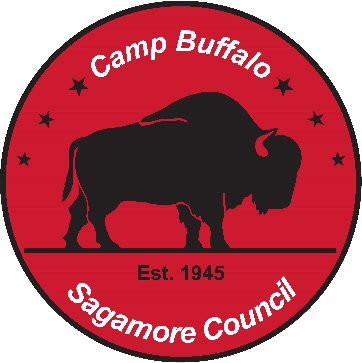 Camp Buffalo
Est. 1945
Sagamore Council